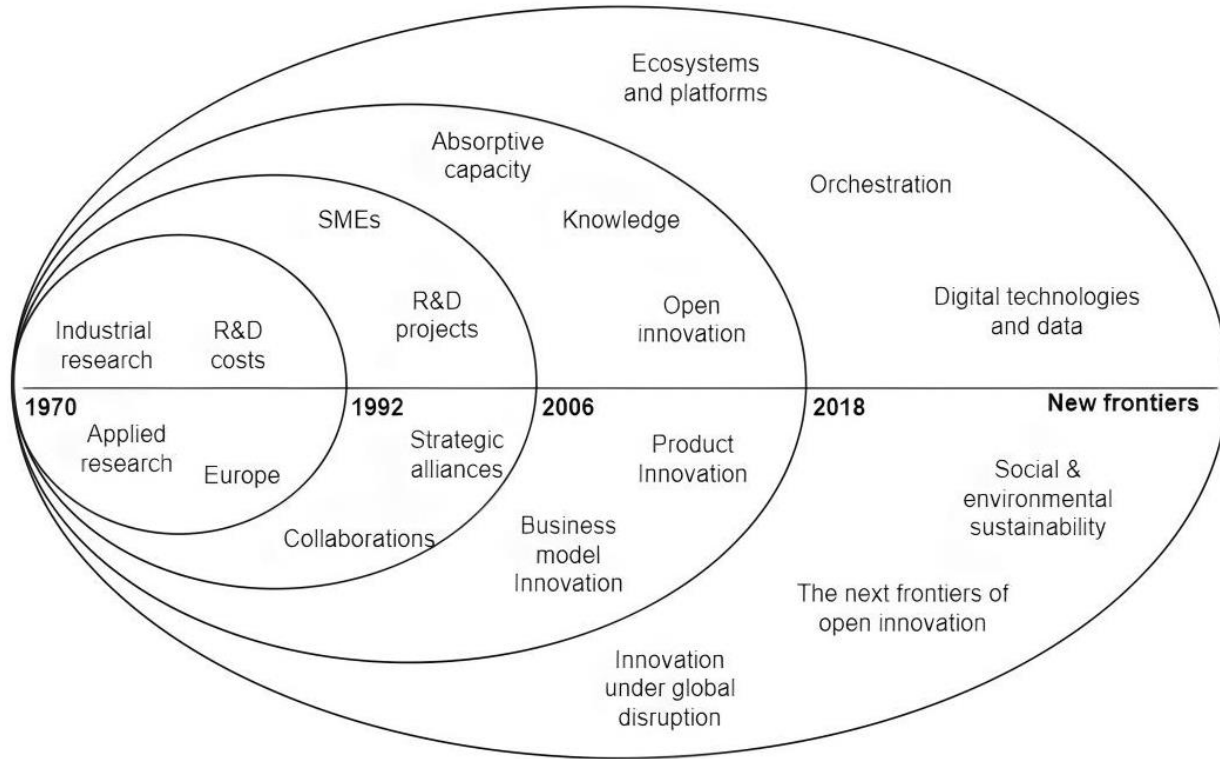 Ecosystems
and platforms
Absorptive
capacity
Orchestration
SMEs
Knowledge
Industrial
research
R&D
costs
R&D
projects
Open
innovation
Digital technologies
and data
1970
1992
2006
2018
New frontiers
Applied
research
Europe
Strategic
alliances
Collaborations
Product
Innovation
Business
model
Innovation
Social &
environmental
sustainability
The next frontiers of
open innovation
Innovation
under global
disruption